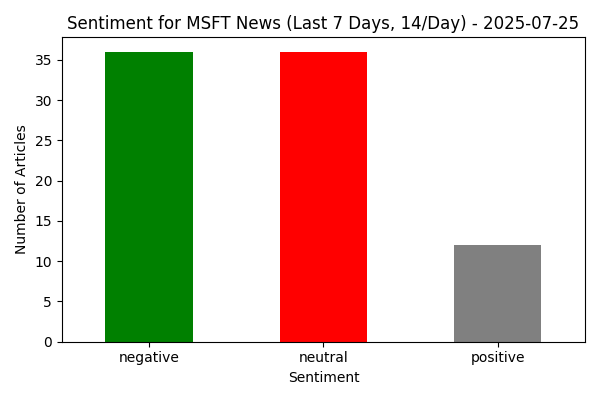 Sentiment for MSFT News (Last 7 Days, 14/Day) - 2025-07-25
Number of Articles
35
30
25
20
15
10
5
0
negative neutral positive
Sentiment